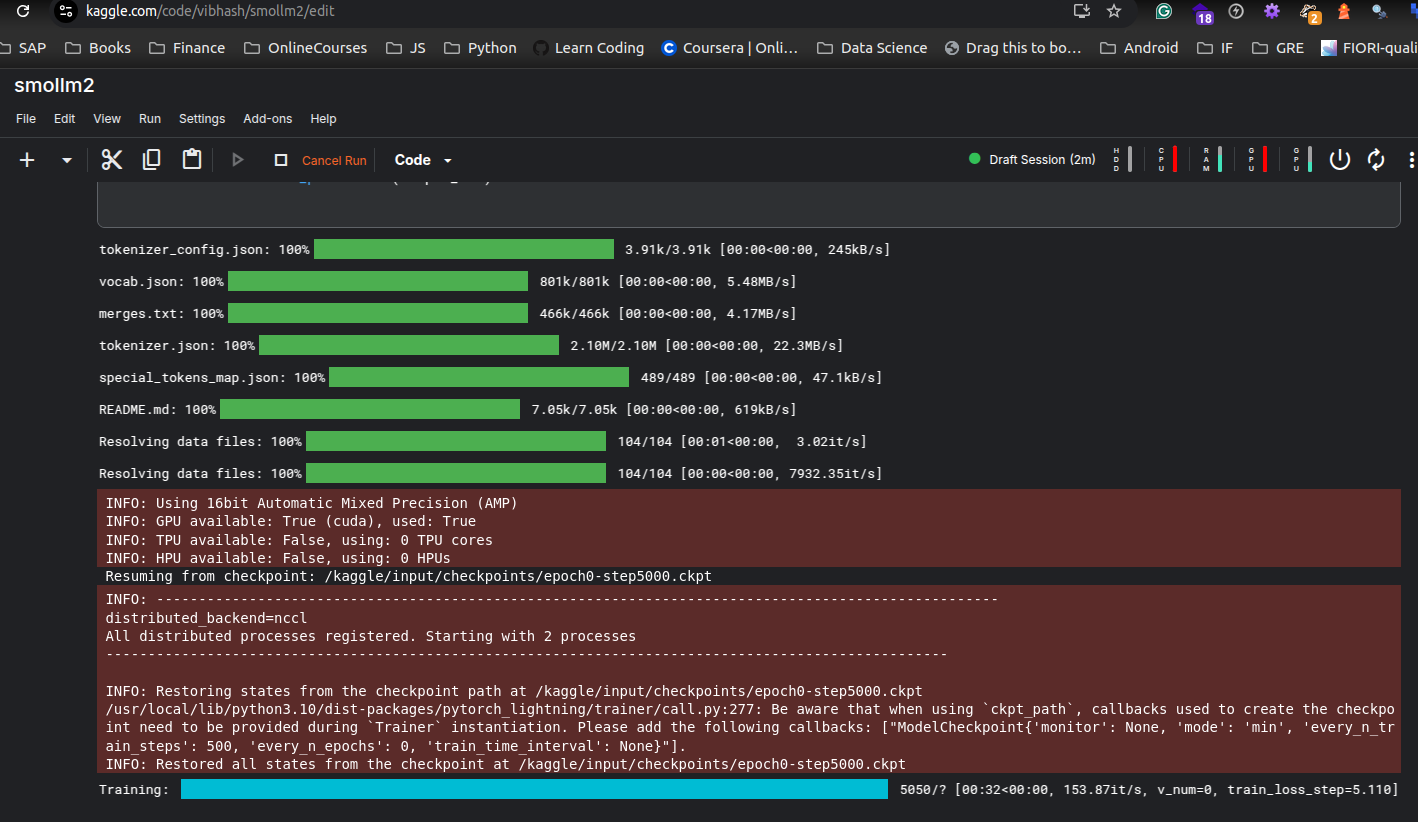 kaggle.com/code/vibhash/smollm2/edit
18
2
SAP Books Finance OnlineCourses JS Python Learn Coding Coursera | Onli... Data Science Drag this to bo... Android IF GRE FIORI-quali
smollm2
File Edit View Run Settings Add-ons Help
Cancel Run Code Draft Session (2m) HDD CPU RAM GPU GPU
tokenizer_config.json: 100% 3.91k/3.91k [00:00<00:00, 245kB/s]
vocab.json: 100% 801k/801k [00:00<00:00, 5.48MB/s]
merges.txt: 100% 466k/466k [00:00<00:00, 4.17MB/s]
tokenizer.json: 100% 2.10M/2.10M [00:00<00:00, 22.3MB/s]
special_tokens_map.json: 100% 489/489 [00:00<00:00, 47.1kB/s]
README.md: 100% 7.05k/7.05k [00:00<00:00, 619kB/s]
Resolving data files: 100% 104/104 [00:01<00:00, 3.02it/s]
Resolving data files: 100% 104/104 [00:00<00:00, 7932.35it/s]
INFO: Using 16bit Automatic Mixed Precision (AMP)
INFO: GPU available: True (cuda), used: True
INFO: TPU available: False, using: 0 TPU cores
INFO: HPU available: False, using: 0 HPUs
Resuming from checkpoint: /kaggle/input/checkpoints/epoch0-step5000.ckpt
INFO: ----------------------------------------------------------------------------------------------------
distributed_backend=nccl
All distributed processes registered. Starting with 2 processes
----------------------------------------------------------------------------------------------------
INFO: Restoring states from the checkpoint path at /kaggle/input/checkpoints/epoch0-step5000.ckpt
/usr/local/lib/python3.10/dist-packages/pytorch_lightning/trainer/call.py:277: Be aware that when using `ckpt_path`, callbacks used to create the checkpo
int need to be provided during `Trainer` instantiation. Please add the following callbacks: ["ModelCheckpoint{'monitor': None, 'mode': 'min', 'every_n_tr
ain_steps': 500, 'every_n_epochs': 0, 'train_time_interval': None}"].
INFO: Restored all states from the checkpoint at /kaggle/input/checkpoints/epoch0-step5000.ckpt
Training: 5050/? [00:32<00:00, 153.87it/s, v_num=0, train_loss_step=5.110]